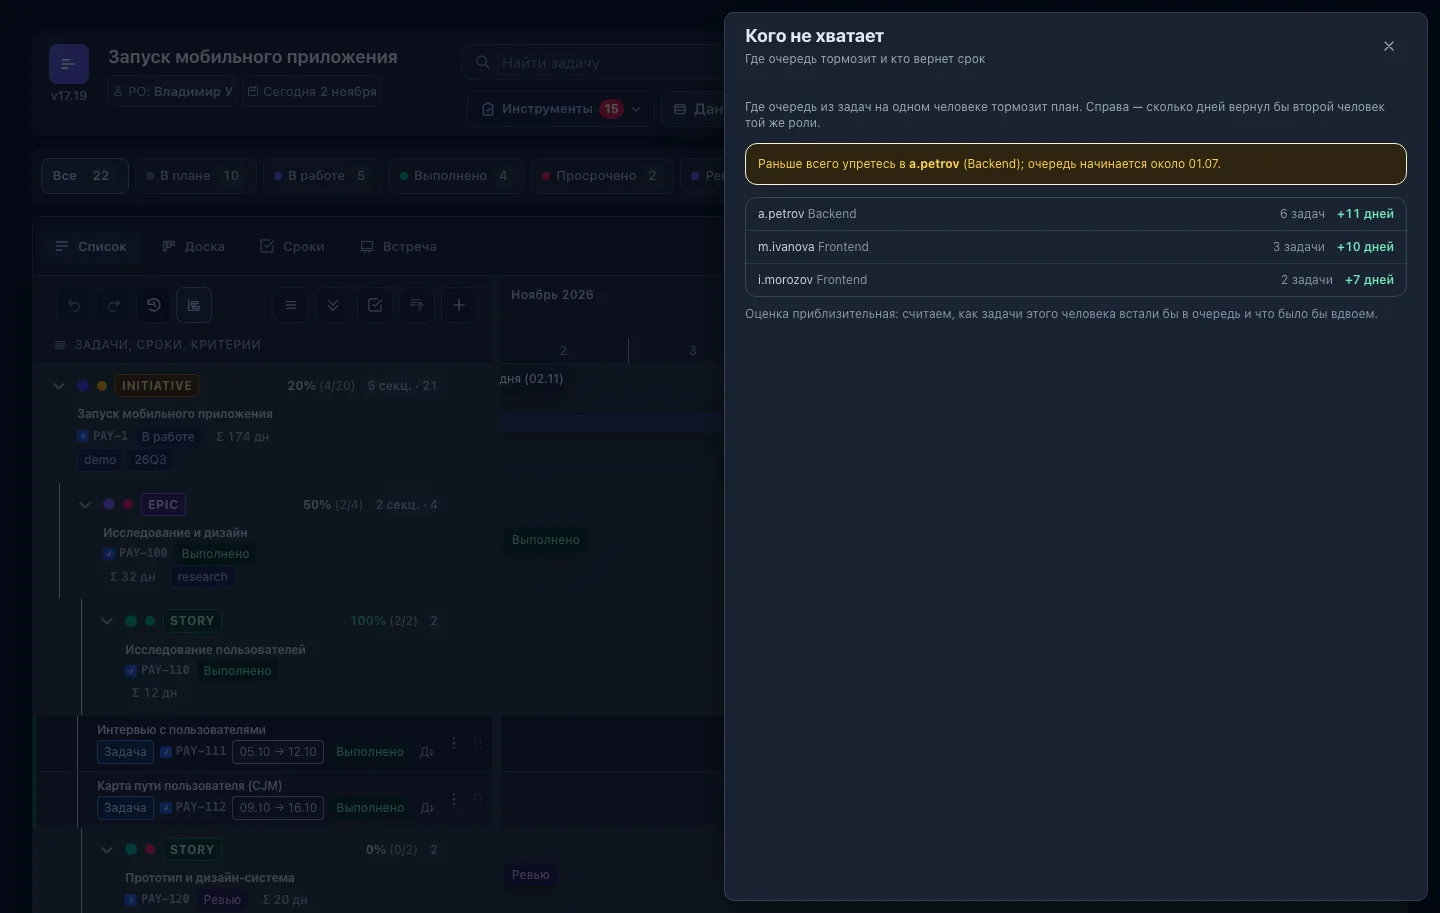 Запуск мобильного приложения
v17.19
PO: Владимир У
Сегодня 2 ноября
Найти задачу
Инструменты 15
Дан
Все 22
В плане 10
В работе 5
Выполнено 4
Просрочено 2
Список
Доска
Сроки
Встреча
Ноябрь 2026
ЗАДАЧИ, СРОКИ, КРИТЕРИИ
2
3
дня (02.11)
INITIATIVE
20% (4/20)
5 секц. · 21
Запуск мобильного приложения
PAY-1
В работе
Σ 174 дн
demo
26Q3
EPIC
50% (2/4)
2 секц. · 4
Исследование и дизайн
PAY-100
Выполнено
Σ 32 дн
research
Выполнено
STORY
100% (2/2)
2
Исследование пользователей
PAY-110
Выполнено
Σ 12 дн
Интервью с пользователями
Задача
PAY-111
05.10 → 12.10
Выполнено
Карта пути пользователя (CJM)
Задача
PAY-112
09.10 → 16.10
Выполнено
STORY
0% (0/2)
2
Прототип и дизайн-система
PAY-120
Ревью
Σ 20 дн
Ревью
Кого не хватает
Где очередь тормозит и кто вернет срок
Где очередь из задач на одном человеке тормозит план. Справа — сколько дней вернул бы второй человек
той же роли.
Раньше всего упретесь в a.petrov (Backend); очередь начинается около 01.07.
a.petrov Backend 6 задач +11 дней
m.ivanova Frontend 3 задачи +10 дней
i.morozov Frontend 2 задачи +7 дней
Оценка приблизительная: считаем, как задачи этого человека встали бы в очередь и что было бы вдвоем.